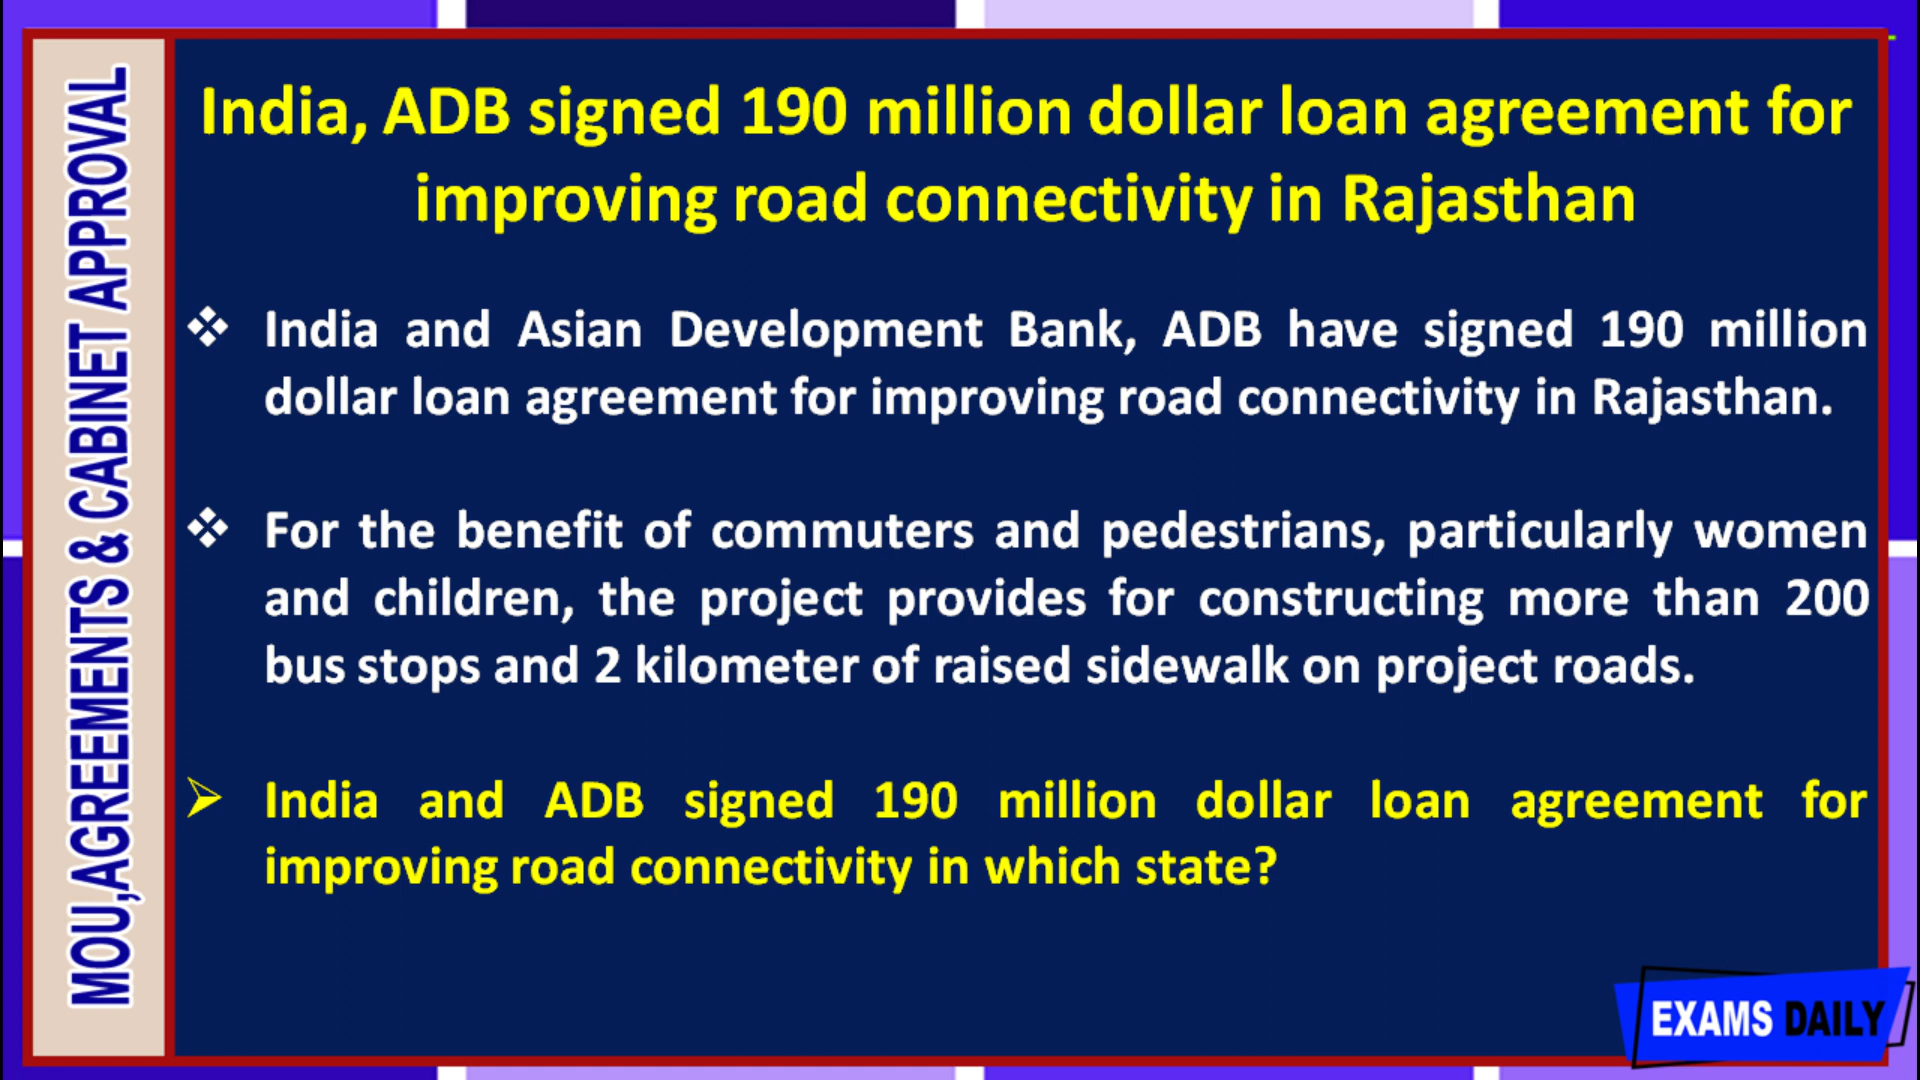 MOU,AGREEMENTS & CABINET APPROVAL
India, ADB signed 190 million dollar loan agreement for
improving road connectivity in Rajasthan
India and Asian Development Bank, ADB have signed 190 million
dollar loan agreement for improving road connectivity in Rajasthan.
For the benefit of commuters and pedestrians, particularly women
and children, the project provides for constructing more than 200
bus stops and 2 kilometer of raised sidewalk on project roads.
India and ADB signed 190 million dollar loan agreement for
improving road connectivity in which state?
EXAMS DAILY